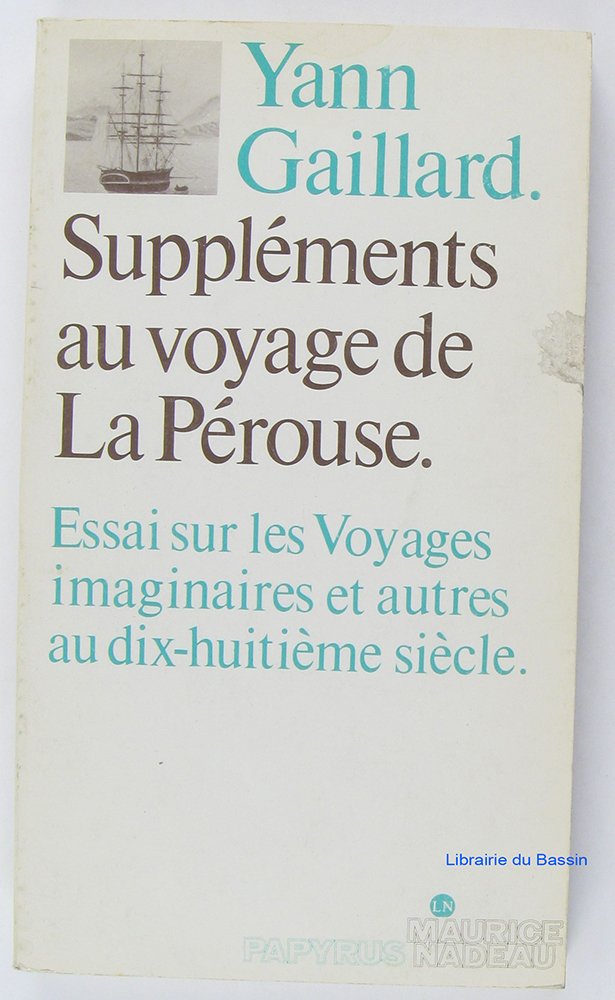 Yann
Gaillard.
Suppléments
au voyage de
La Pérouse.
Essai sur les Voyages
imaginaires et autres
au dix-huitième siècle.
Librairie du Bassin
LN
PAPYRUS MAURICE
NADEAU